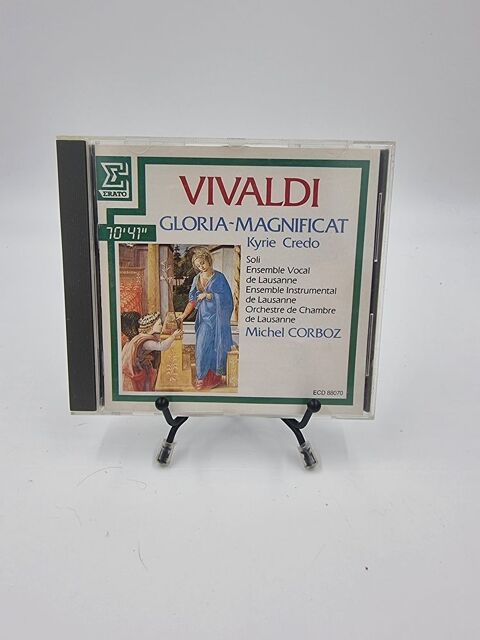 ERATO
VIVALDI
GLORIA-MAGNIFICAT
70'41"
Kyrie Credo
Soli
Ensemble Vocal
de Lausanne
Ensemble Instrumental
de Lausanne
Orchestre de Chambre
de Lausanne
Michel CORBOZ
ECD 88070